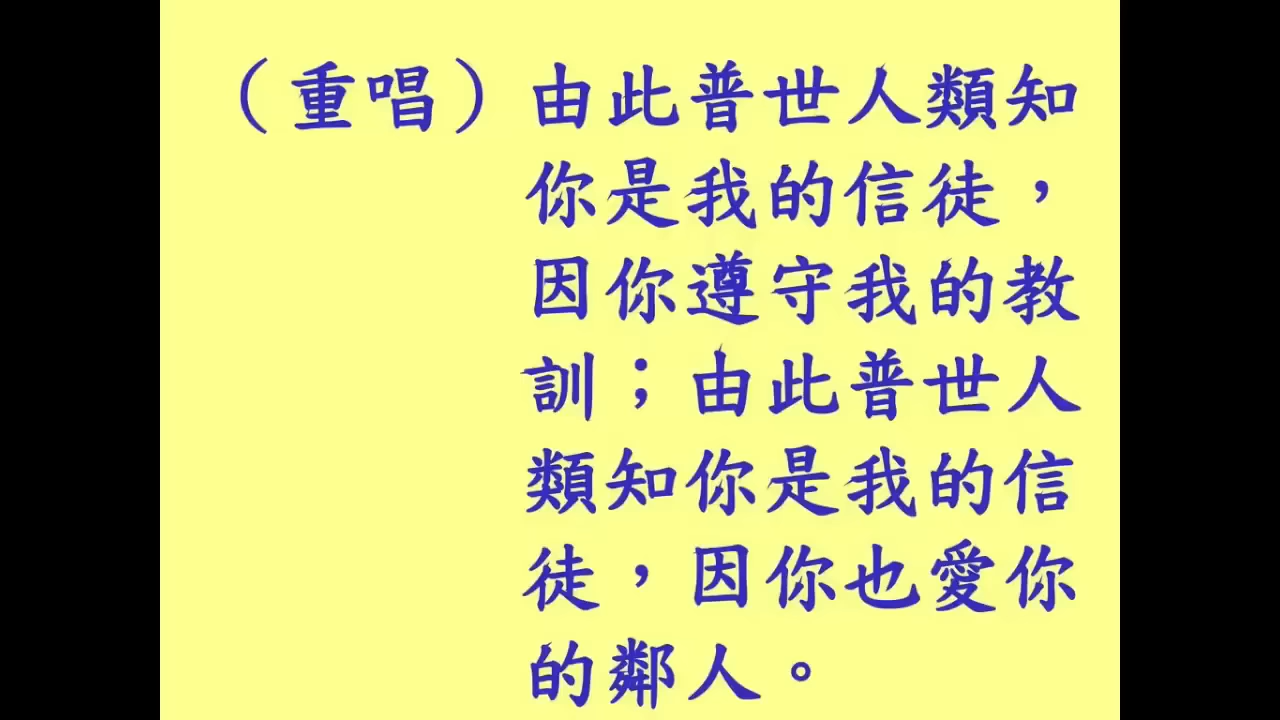 （重唱）由此普世人類知
你是我的信徒，
因你遵守我的教
訓；由此普世人
類知你是我的信
徒，因你也愛你
的鄰人。